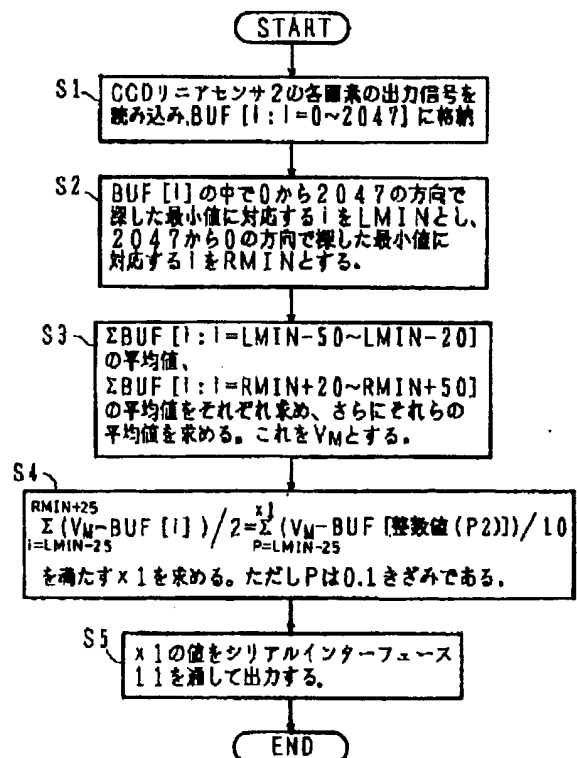 START
S1
CCDリニアセンサ2の各画素の出力信号を
読み込み,BUF[i:i=0~2047]に格納
S2
BUF[i]の中で0から2047の方向で
探した最小値に対応するiをLMINとし、
2047から0の方向で探した最小値に
対応するiをRMINとする。
S3
ΣBUF[i:i=LMIN-50~LMIN-20]
の平均値、
ΣBUF[i:i=RMIN+20~RMIN+50]
の平均値をそれぞれ求め、さらにそれらの
平均値を求める。これをVMとする。
S4
RMIN+25 x1
Σ(VM-BUF[i])/2=Σ(VM-BUF[整数値(P2)])/10
i=LMIN-25 P=LMIN-25
を満たすx1を求める。ただしPは0.1きざみである.
S5
x1の値をシリアルインターフェース
11を通して出力する。
END